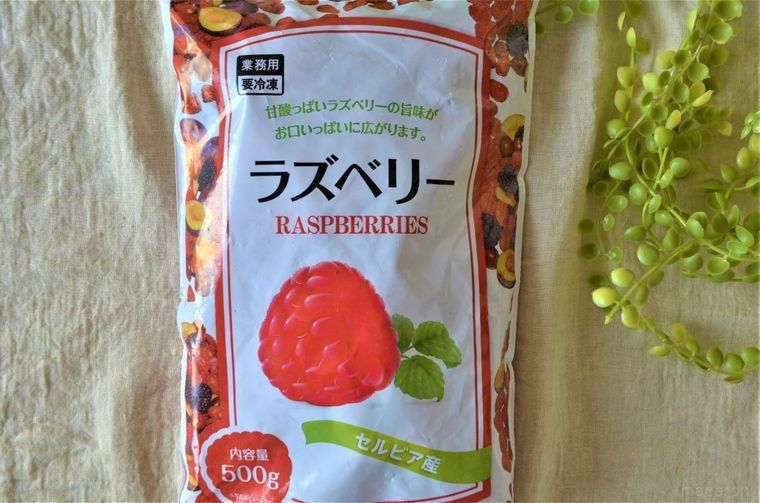 業務用
要冷凍
甘酸っぱいラズベリーの旨味が
お口いっぱいに広がります。
ラズベリー
RASPBERRIES
セルビア産
内容量
500g
macaroni